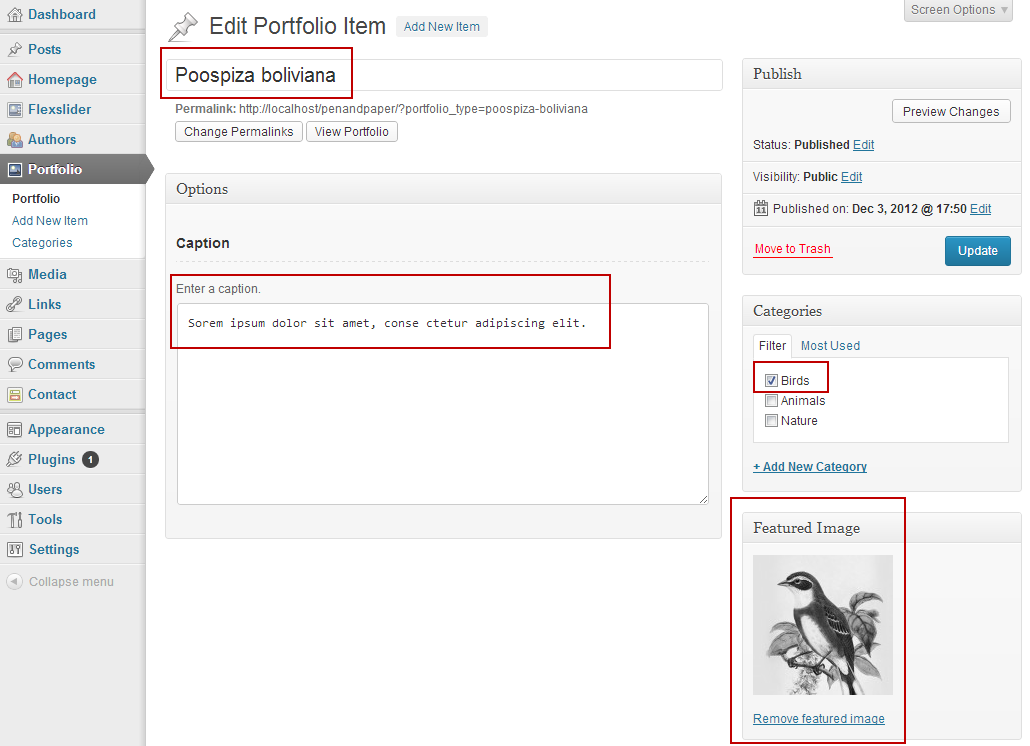 Dashboard
Posts
Homepage
Flexslider
Authors
Portfolio
Portfolio
Add New Item
Categories
Media
Links
Pages
Comments
Contact
Appearance
Plugins 1
Users
Tools
Settings
Collapse menu
Screen Options
Edit Portfolio Item Add New Item
Poospiza boliviana
Permalink: http://localhost/penandpaper/?portfolio_type=poospiza-boliviana
Change Permalinks View Portfolio
Options
Caption
Enter a caption.
Sorem ipsum dolor sit amet, conse ctetur adipiscing elit.
Publish
Preview Changes
Status: Published Edit
Visibility: Public Edit
11 Published on: Dec 3, 2012 @ 17:50 Edit
Move to Trash Update
Categories
Filter Most Used
Birds
Animals
Nature
+ Add New Category
Featured Image
Remove featured image